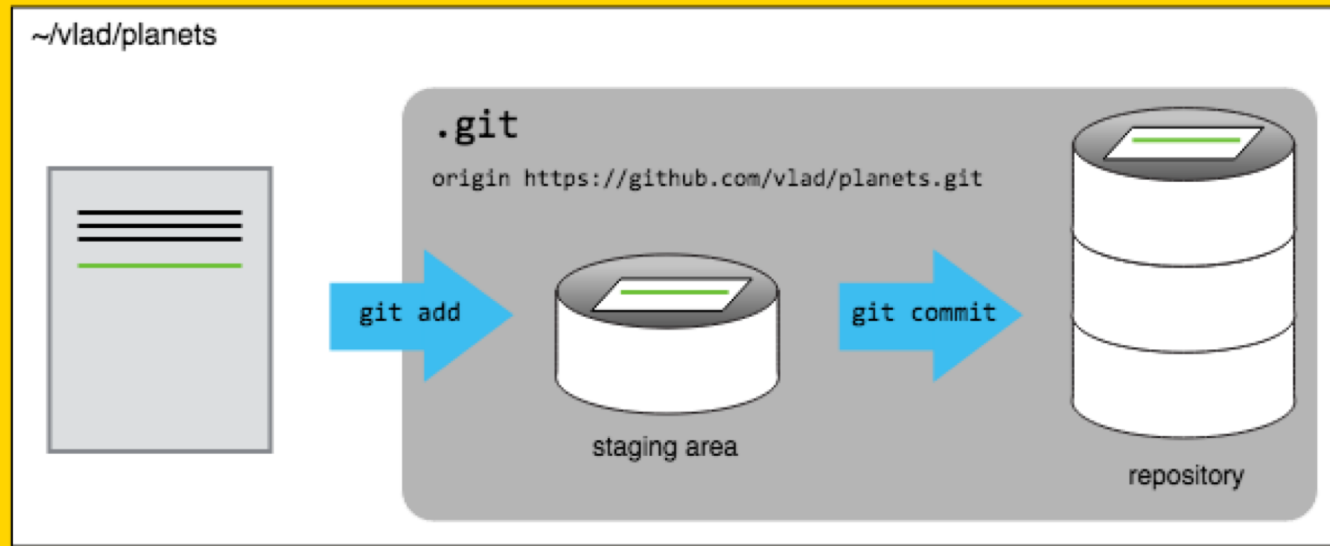 ~/vlad/planets
.git
origin https://github.com/vlad/planets.git
git add
git commit
staging area
repository